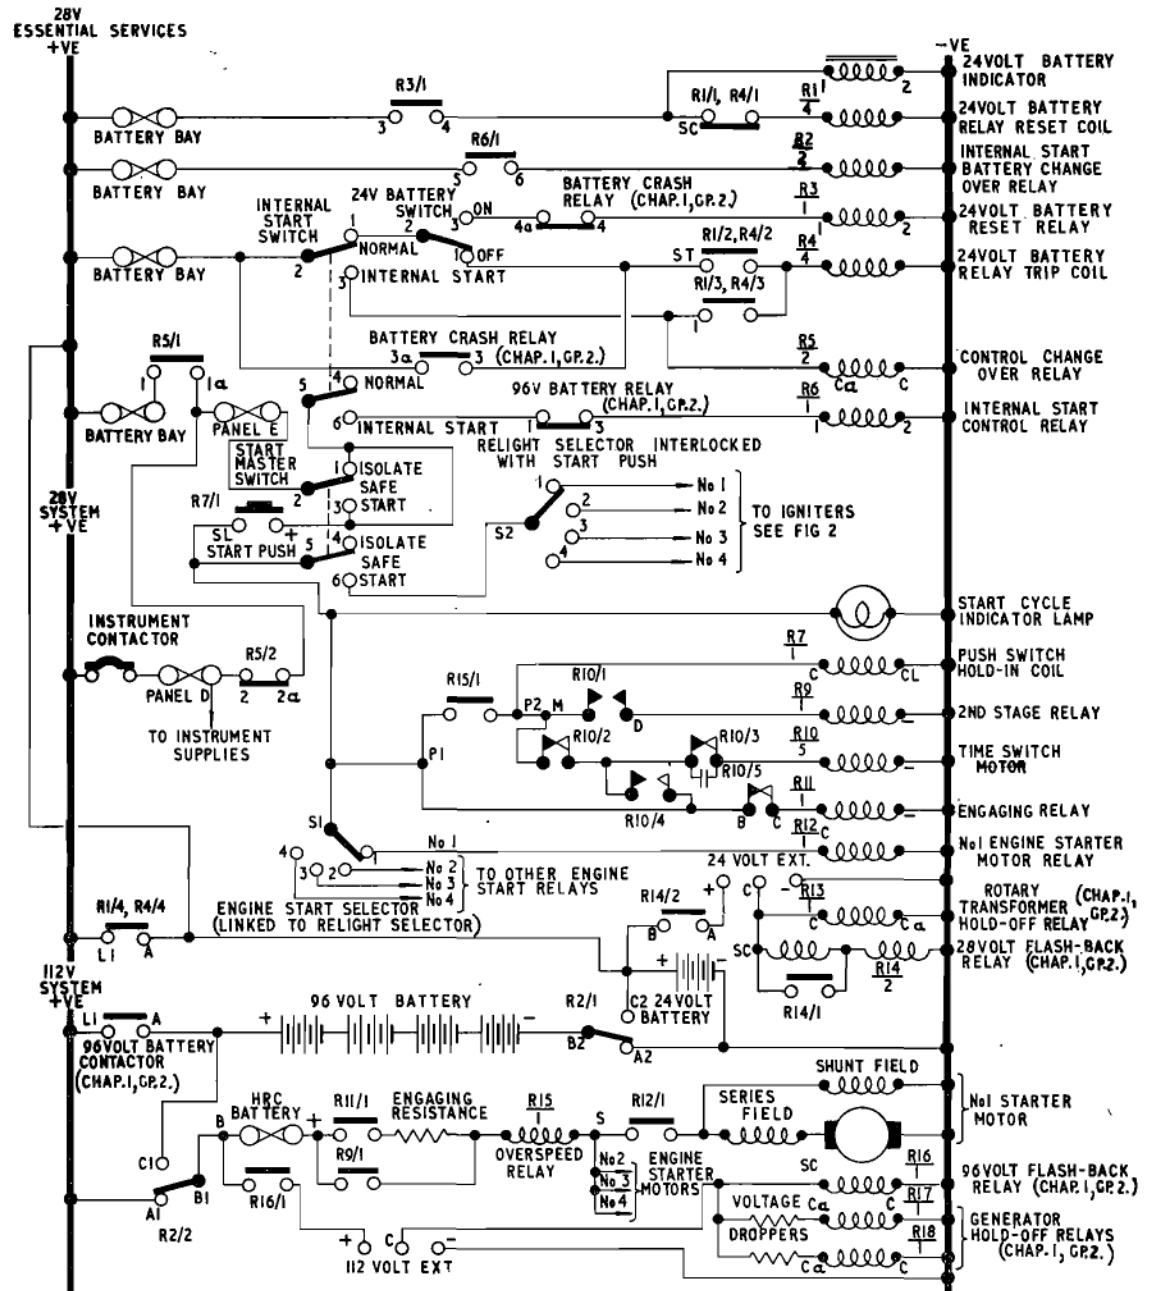 28V
ESSENTIAL SERVICES
+VE
-VE
24VOLT BATTERY
INDICATOR
1
2
R3/1
3
4
R1/1, R4/1
SC
R1
4
24VOLT BATTERY
RELAY RESET COIL
BATTERY BAY
R6/1
5
6
R2
2
INTERNAL START
BATTERY CHANGE
OVER RELAY
BATTERY BAY
24V BATTERY
SWITCH
2
3
ON
1
OFF
BATTERY CRASH
RELAY (CHAP.1, GP.2.)
4a
4
R3
1
1
2
24VOLT BATTERY
RESET RELAY
INTERNAL
START
SWITCH
1
NORMAL
2
3
INTERNAL START
R1/2, R4/2
ST
R4
4
24VOLT BATTERY
RELAY TRIP COIL
BATTERY BAY
R1/3, R4/3
1
R5/1
1
1a
BATTERY CRASH RELAY
3a
3
(CHAP.1, GP.2.)
R5
2
Ca
C
CONTROL CHANGE
OVER RELAY
4
NORMAL
5
96V BATTERY RELAY
(CHAP.1, GP.2.)
R6
1
1
2
INTERNAL START
CONTROL RELAY
6
INTERNAL START
1
3
BATTERY BAY
PANEL E
START
MASTER
SWITCH
1
ISOLATE
SAFE
2
3
START
RELIGHT SELECTOR INTERLOCKED
WITH START PUSH
1
2
3
4
S2
No 1
No 2
No 3
No 4
TO IGNITERS
SEE FIG 2
28V
SYSTEM
+VE
R7/1
SL
+
START PUSH
4
ISOLATE
SAFE
5
6
START
START CYCLE
INDICATOR LAMP
INSTRUMENT
CONTACTOR
R5/2
2
2a
PANEL D
TO INSTRUMENT
SUPPLIES
R7
1
C
CL
PUSH SWITCH
HOLD-IN COIL
R15/1
R10/1
P2
M
D
R9
1
-
2ND STAGE RELAY
P1
R10/2
R10/3
R10/5
R10
5
-
TIME SWITCH
MOTOR
R10/4
B
C
R11
1
-
ENGAGING RELAY
S1
4
3
2
1
No 1
No 2
No 3
No 4
TO OTHER ENGINE
START RELAYS
R12
1
C
No1 ENGINE STARTER
MOTOR RELAY
24 VOLT EXT.
+
C
-
R13
1
C
Ca
ROTARY
TRANSFORMER (CHAP.1, GP.2.)
HOLD-OFF RELAY
ENGINE START SELECTOR
(LINKED TO RELIGHT SELECTOR)
R1/4, R4/4
L1
A
R14/2
B
A
SC
R14
2
28VOLT FLASH-BACK
RELAY (CHAP.1, GP.2.)
R14/1
+
-
C2
24VOLT
BATTERY
112V
SYSTEM
+VE
L1
A
96VOLT BATTERY
CONTACTOR
(CHAP.1, GP.2.)
96 VOLT BATTERY
+
-
R2/1
B2
A2
SHUNT FIELD
HRC
BATTERY
B
+
R11/1
ENGAGING
RESISTANCE
R15
1
OVERSPEED
RELAY
S
R12/1
SERIES
FIELD
No1 STARTER
MOTOR
R9/1
C1
B1
A1
R2/2
R16/1
No2
No 3
No 4
ENGINE
STARTER
MOTORS
SC
R16
1
96VOLT FLASH-BACK
RELAY (CHAP.1, GP.2.)
VOLTAGE
DROPPERS
Ca
C
R17
1
R18
1
Ca
C
GENERATOR
HOLD-OFF RELAYS
(CHAP.1, GP.2.)
+
C
-
112 VOLT EXT